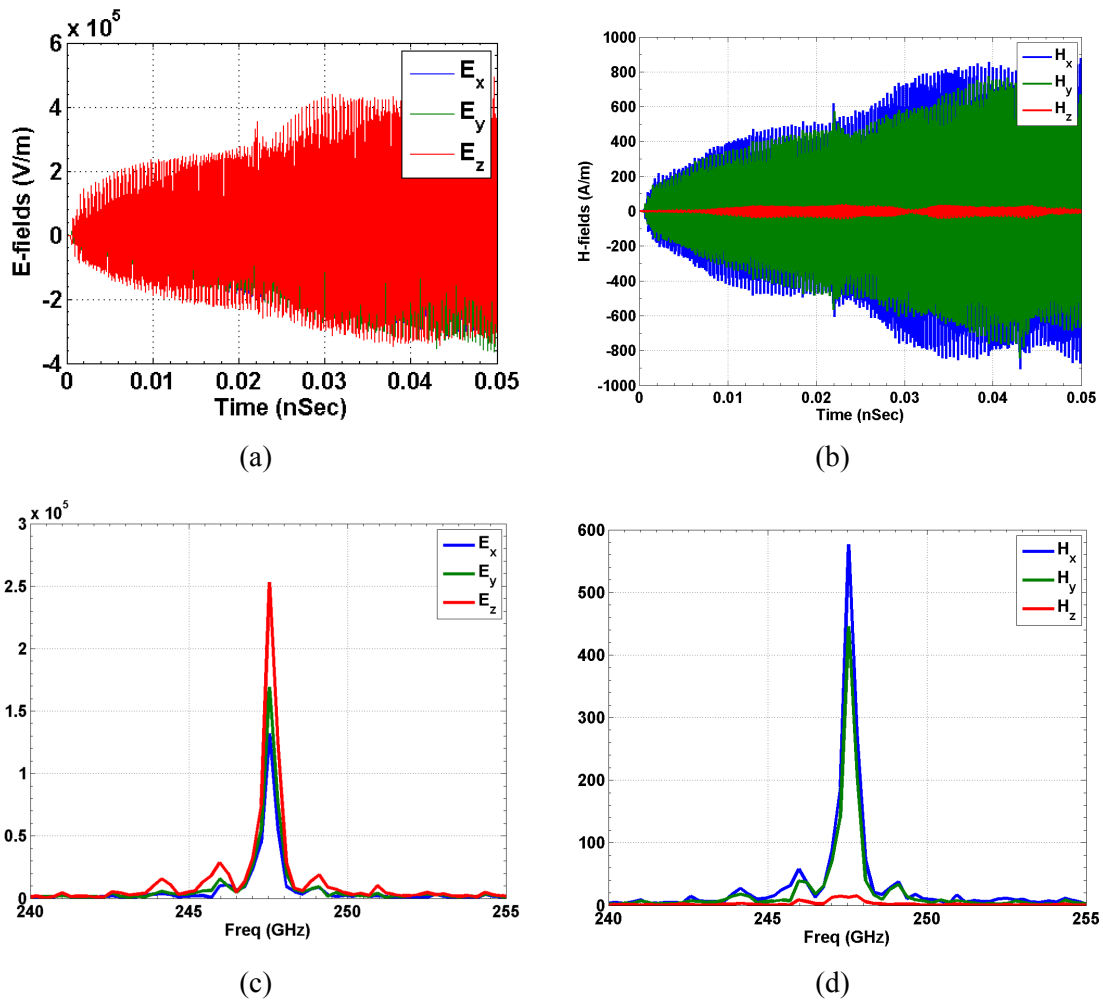 x 10^5
6
4
2
0
-2
-4
E-fields (V/m)
E_x
E_y
E_z
0 0.01 0.02 0.03 0.04 0.05
Time (nSec)
(a)
1000
800
600
400
200
0
-200
-400
-600
-800
-1000
H-fields (A/m)
H_x
H_y
H_z
0 0.01 0.02 0.03 0.04 0.05
Time (nSec)
(b)
x 10^5
3
2.5
2
1.5
1
0.5
0
E_x
E_y
E_z
240 245 250 255
Freq (GHz)
(c)
600
500
400
300
200
100
0
H_x
H_y
H_z
240 245 250 255
Freq (GHz)
(d)